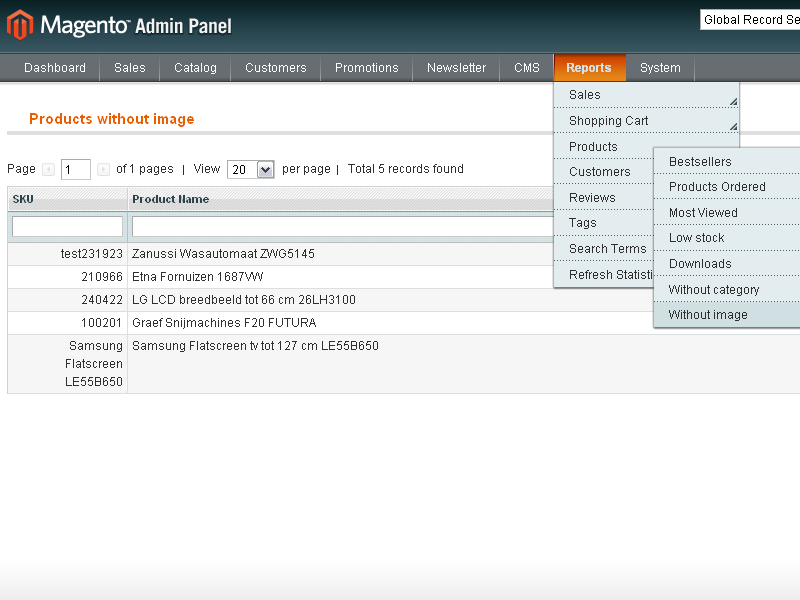 Magento™ Admin Panel
Global Record Se
Dashboard Sales Catalog Customers Promotions Newsletter CMS Reports System
Sales
Shopping Cart
Products
Customers
Reviews
Tags
Search Terms
Refresh Statisti
Bestsellers
Products Ordered
Most Viewed
Low stock
Downloads
Without category
Without image
Products without image
Page 1 of 1 pages | View 20 per page | Total 5 records found
SKU Product Name
test231923 Zanussi Wasautomaat ZWG5145
210966 Etna Fornuizen 1687VW
240422 LG LCD breedbeeld tot 66 cm 26LH3100
100201 Graef Snijmachines F20 FUTURA
Samsung Samsung Flatscreen tv tot 127 cm LE55B650
Flatscreen
LE55B650